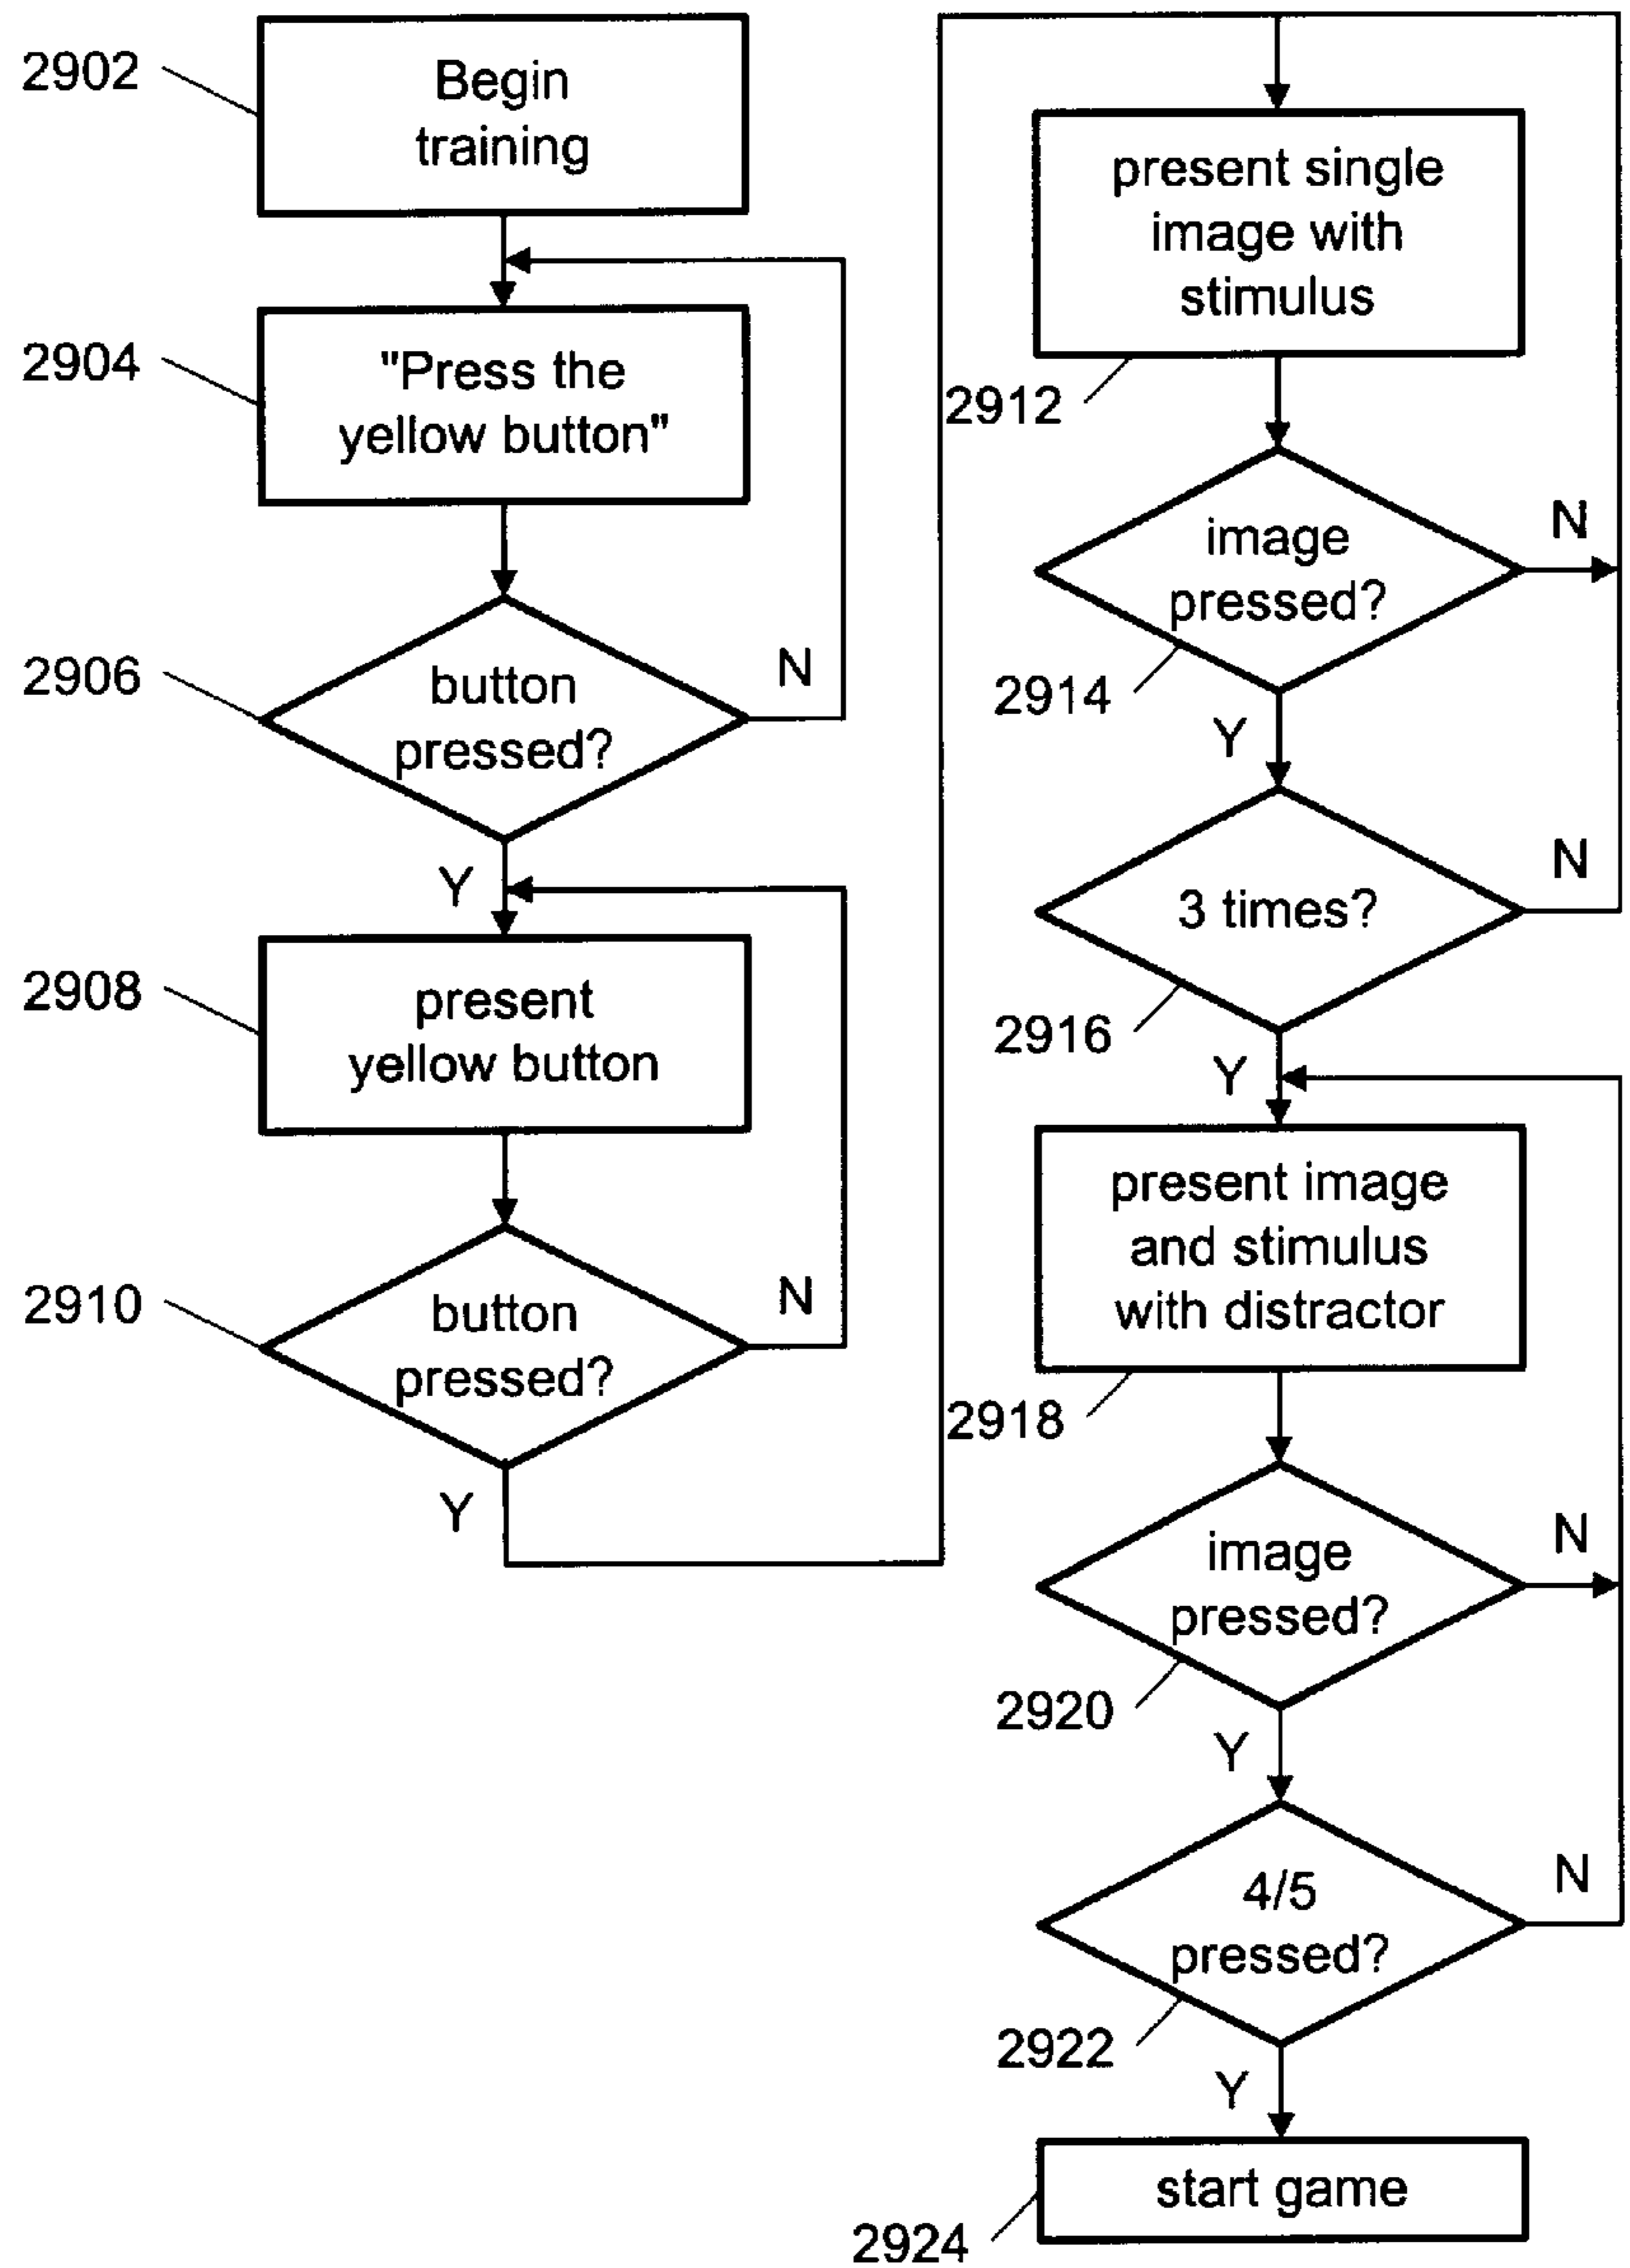 2902
Begin
training
2904
"Press the
yellow button"
2906
button
pressed?
N
Y
2908
present
yellow button
2910
button
pressed?
N
Y
present single
image with
stimulus
2912
image
pressed?
N
2914
Y
3 times?
N
2916
Y
present image
and stimulus
with distractor
2918
image
pressed?
N
2920
Y
4/5
pressed?
N
2922
Y
start game
2924